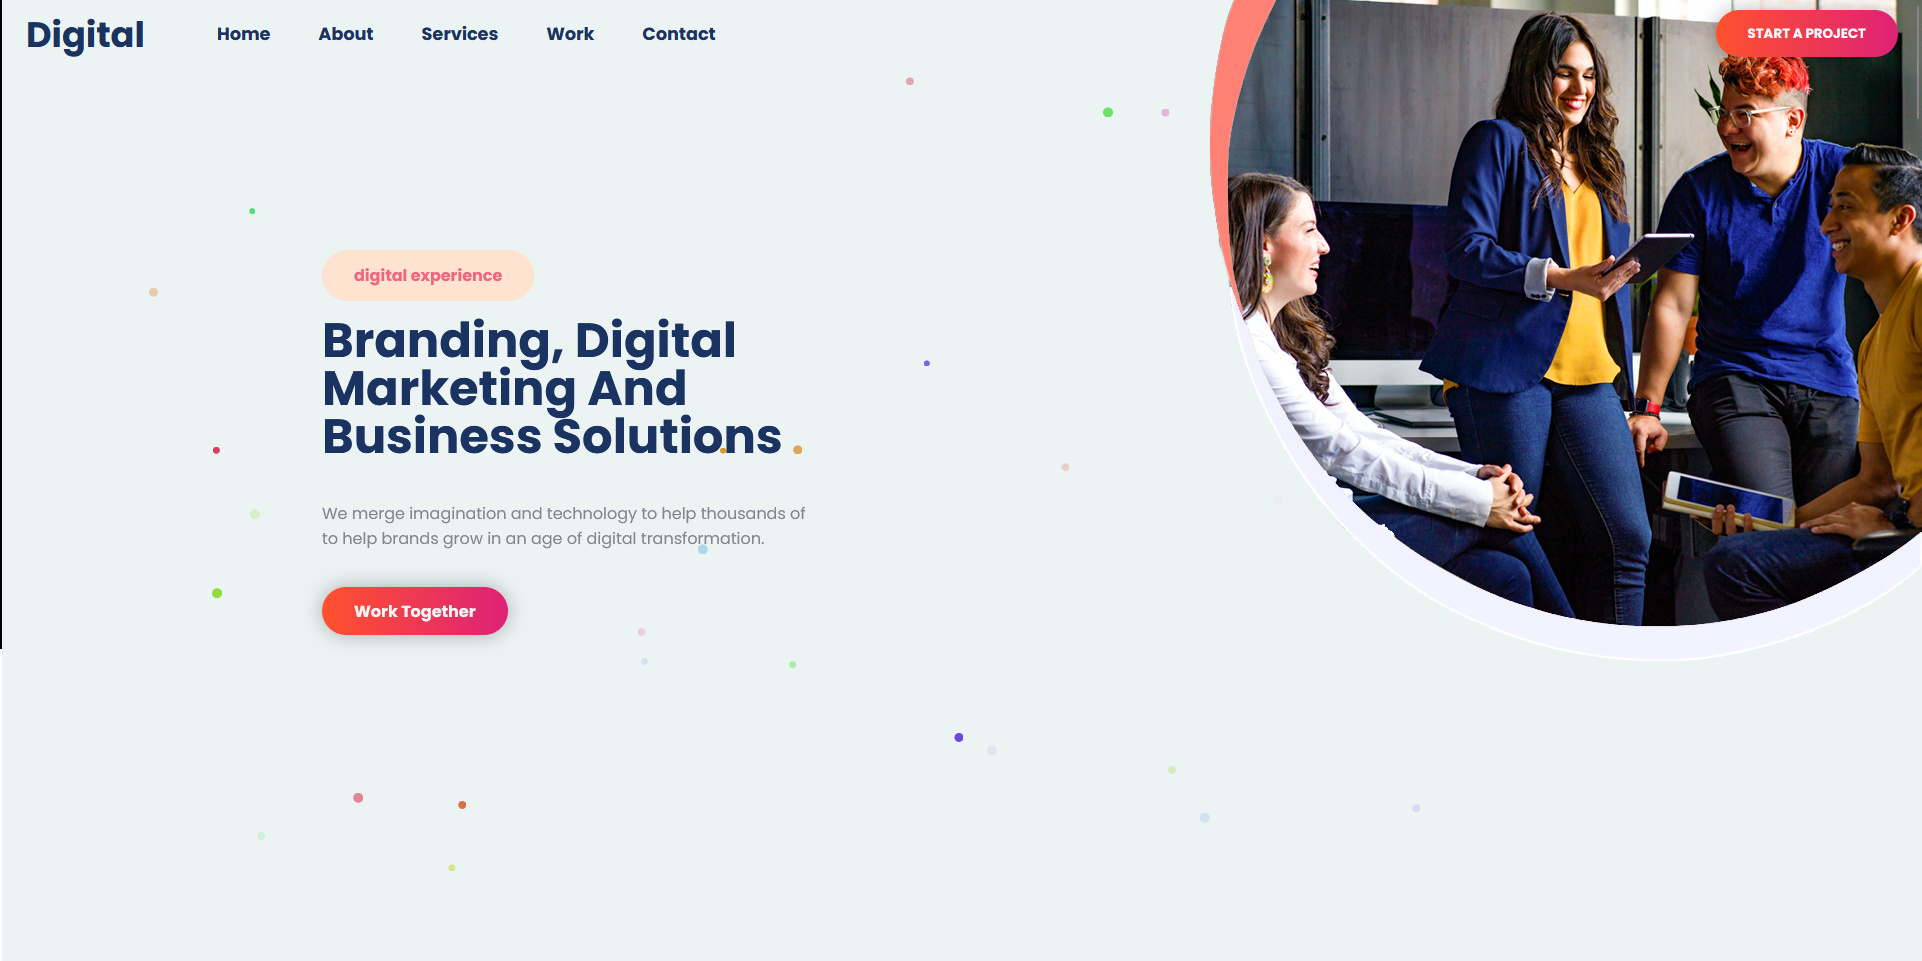 Digital
Home
About
Services
Work
Contact
START A PROJECT
digital experience
Branding, Digital
Marketing And
Business Solutions
We merge imagination and technology to help thousands of
to help brands grow in an age of digital transformation.
Work Together